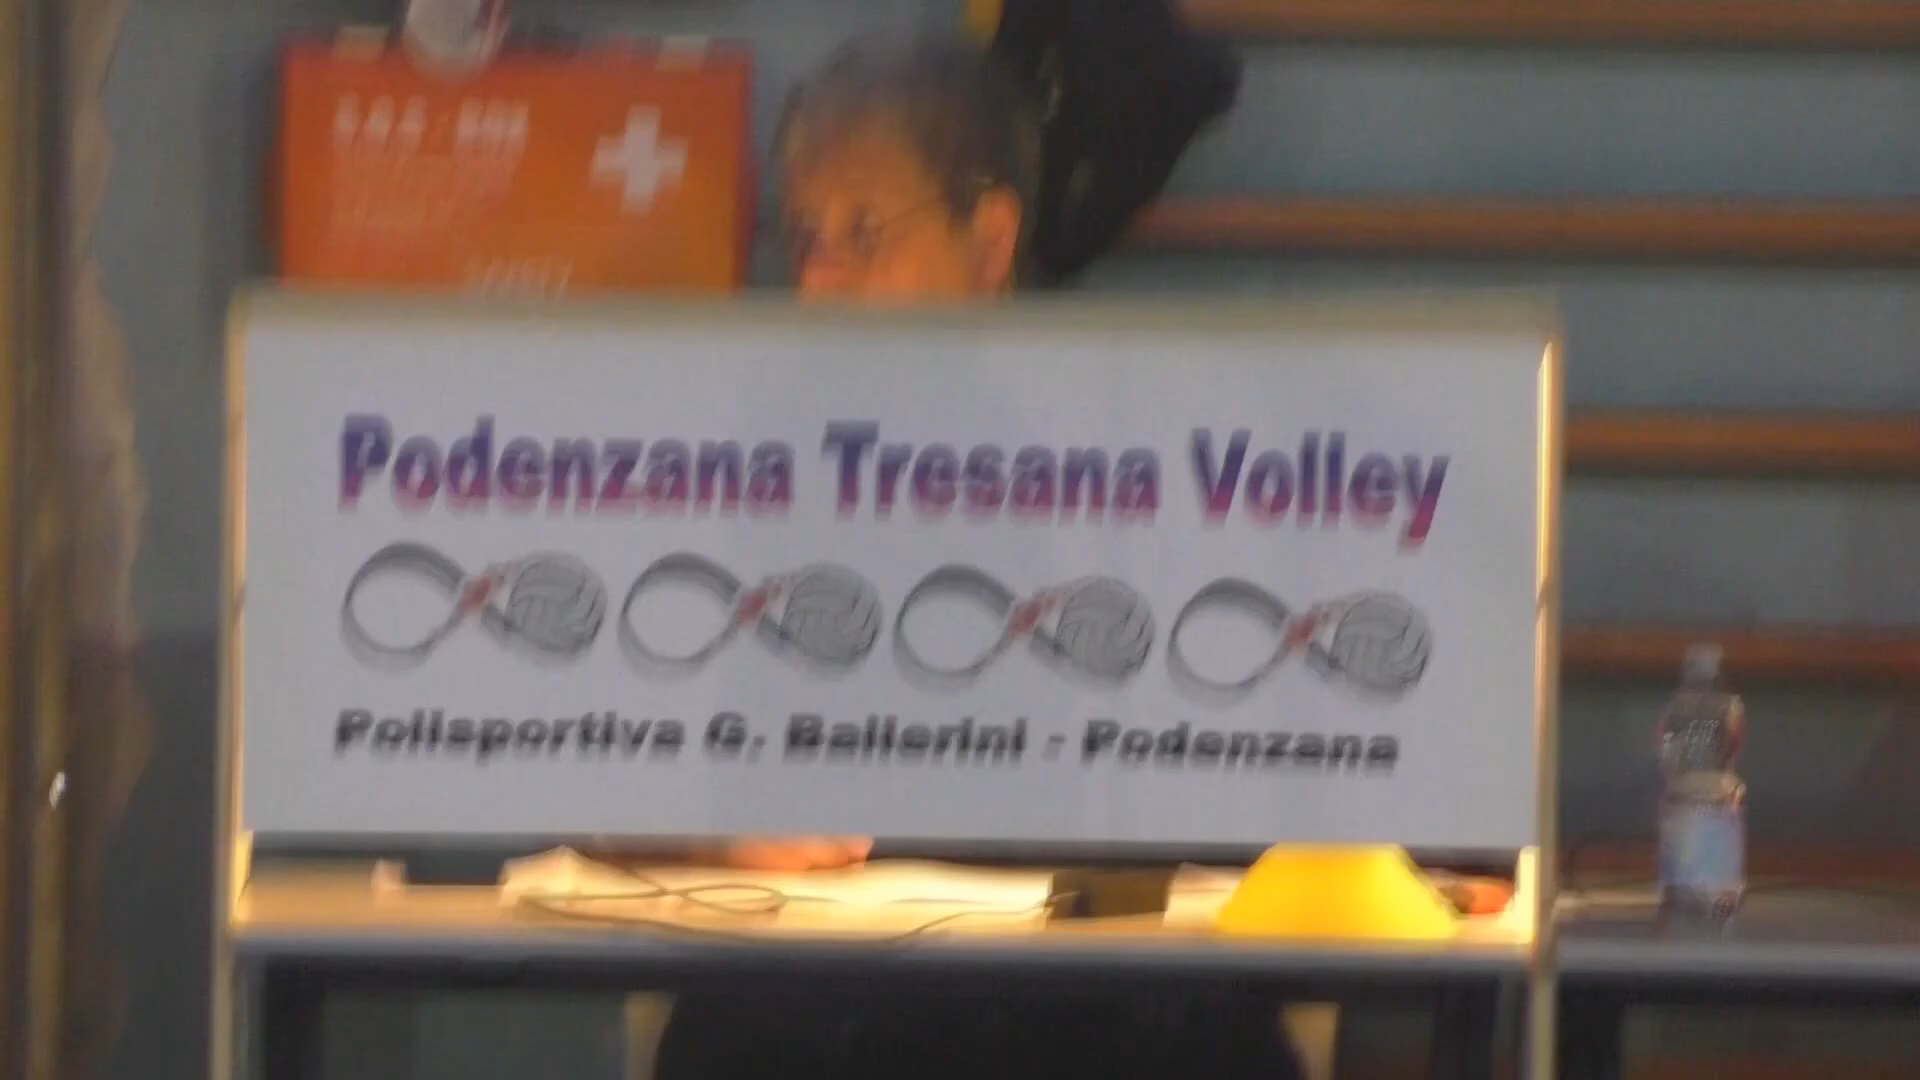 Podenzana Tresana Volley
Polisportiva G. Ballerini - Podenzana